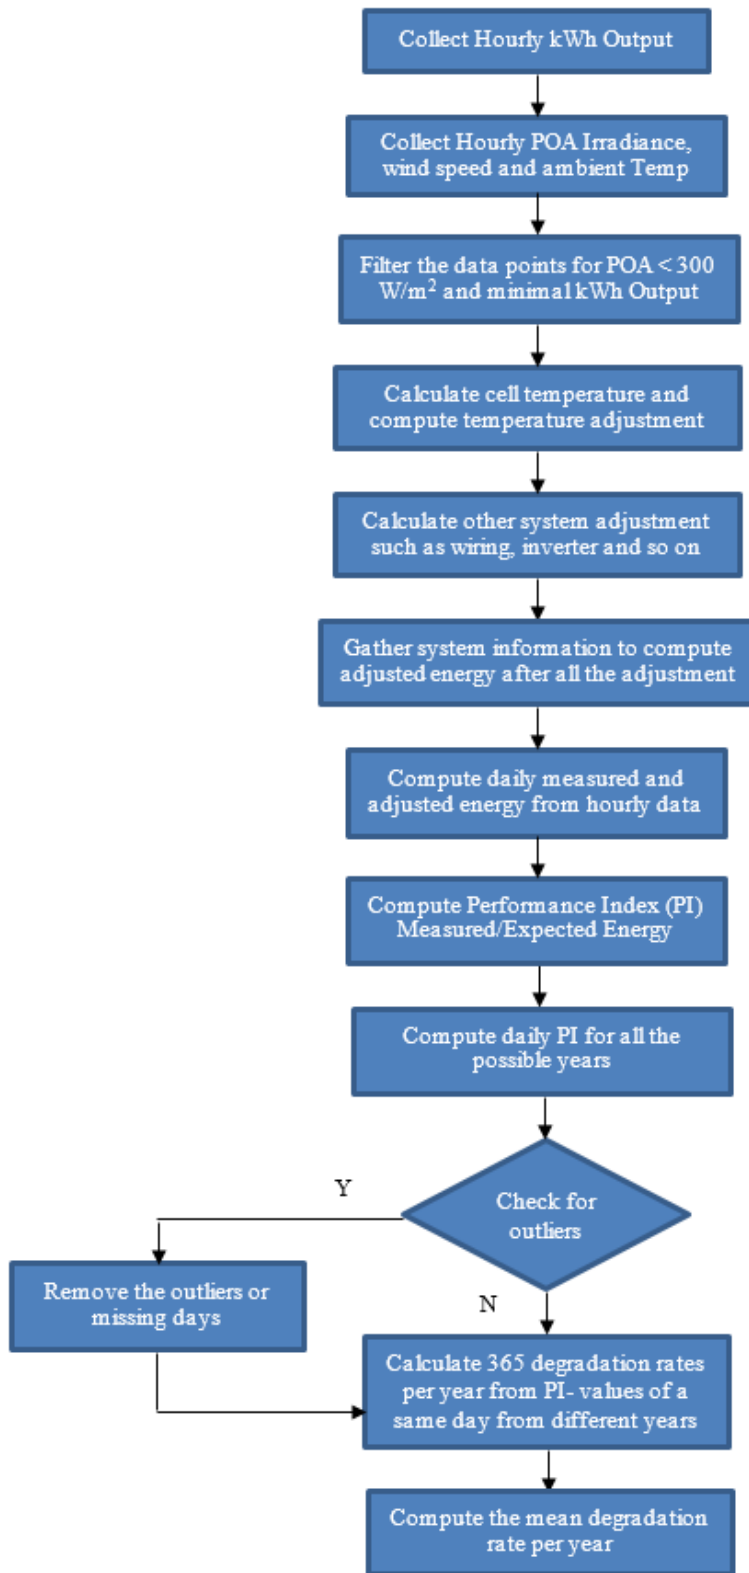 Collect Hourly kWh Output
Collect Hourly POA Irradiance,
wind speed and ambient Temp
Filter the data points for POA < 300
W/m² and minimal kWh Output
Calculate cell temperature and
compute temperature adjustment
Calculate other system adjustment
such as wiring, inverter and so on
Gather system information to compute
adjusted energy after all the adjustment
Compute daily measured and
adjusted energy from hourly data
Compute Performance Index (PI)
Measured/Expected Energy
Compute daily PI for all the
possible years
Check for
outliers
Y
Remove the outliers or
missing days
N
Calculate 365 degradation rates
per year from PI- values of a
same day from different years
Compute the mean degradation
rate per year